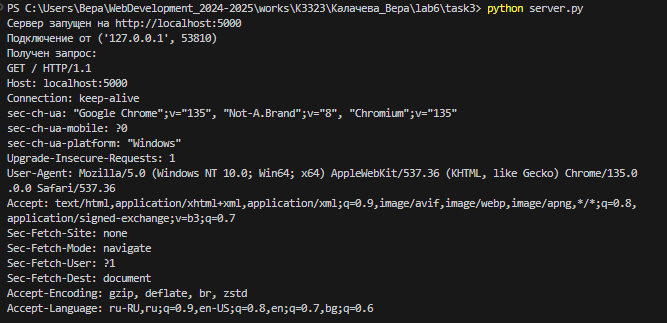 PS C:\Users\Вера\WebDevelopment_2024-2025\works\K3323\Калачева_Вера\lab6\task3> python server.py
Сервер запущен на http://localhost:5000
Подключение от ('127.0.0.1', 53810)
Получен запрос:
GET / HTTP/1.1
Host: localhost:5000
Connection: keep-alive
sec-ch-ua: "Google Chrome";v="135", "Not-A.Brand";v="8", "Chromium";v="135"
sec-ch-ua-mobile: ?0
sec-ch-ua-platform: "Windows"
Upgrade-Insecure-Requests: 1
User-Agent: Mozilla/5.0 (Windows NT 10.0; Win64; x64) AppleWebKit/537.36 (KHTML, like Gecko) Chrome/135.0
.0.0 Safari/537.36
Accept: text/html,application/xhtml+xml,application/xml;q=0.9,image/avif,image/webp,image/apng,*/*;q=0.8,
application/signed-exchange;v=b3;q=0.7
Sec-Fetch-Site: none
Sec-Fetch-Mode: navigate
Sec-Fetch-User: ?1
Sec-Fetch-Dest: document
Accept-Encoding: gzip, deflate, br, zstd
Accept-Language: ru-RU,ru;q=0.9,en-US;q=0.8,en;q=0.7,bg;q=0.6